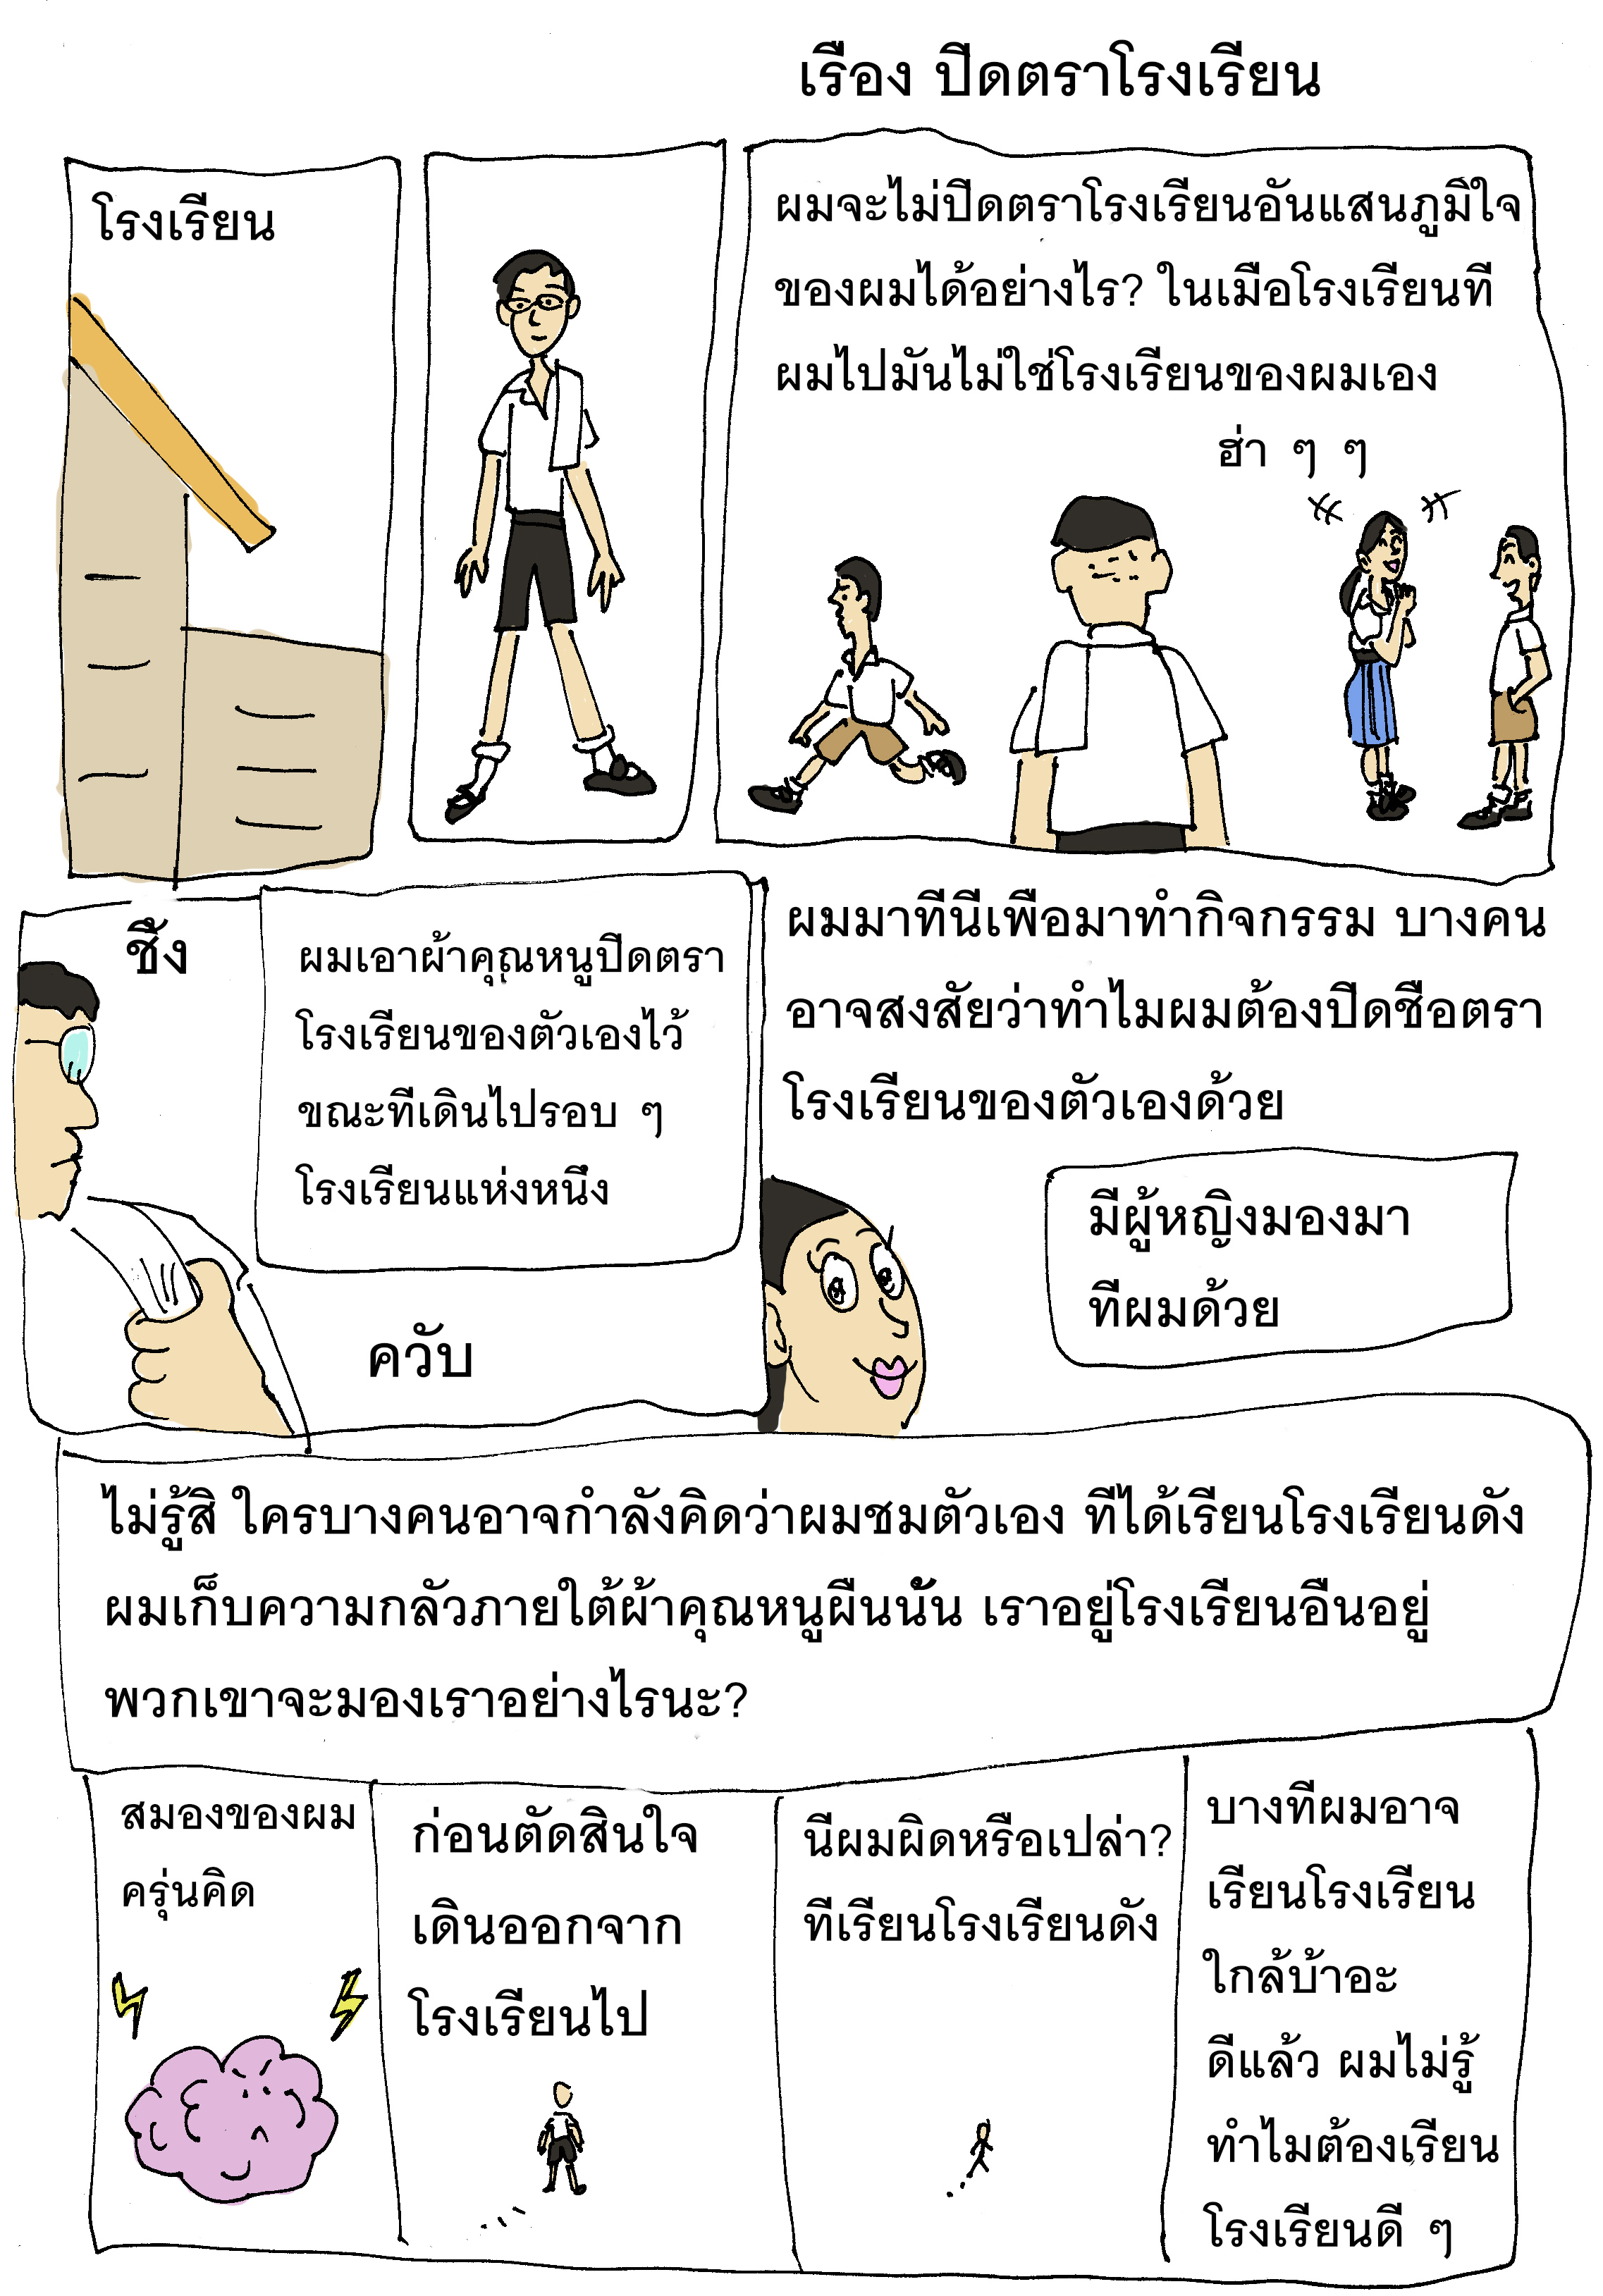 เรือง ปิดตราโรงเรียน
โรงเรียน
ผมจะไม่ปิดตราโรงเรียนอันแสนภูมิใจ
ของผมได้อย่างไร? ในเมือโรงเรียนที
ผมไปมันไม่ใช่โรงเรียนของผมเอง
ฮ่า ๆ ๆ
ชึ้ง
ผมเอาผ้าคุณหนูปิดตรา
โรงเรียนของตัวเองไว้
ขณะทีเดินไปรอบ ๆ
โรงเรียนแห่งหนึง
ควับ
ผมมาทีนีเพือมาทำกิจกรรม บางคน
อาจสงสัยว่าทำไมผมต้องปิดชือตรา
โรงเรียนของตัวเองด้วย
มีผู้หญิงมองมา
ทีผมด้วย
ไม่รู้สิ ใครบางคนอาจกำลังคิดว่าผมชมตัวเอง ทีได้เรียนโรงเรียนดัง
ผมเก็บความกลัวภายใต้ผ้าคุณหนูผืนนั้น เราอยู่โรงเรียนอืนอยู่
พวกเขาจะมองเราอย่างไรนะ?
สมองของผม
ครุ่นคิด
ก่อนตัดสินใจ
เดินออกจาก
โรงเรียนไป
นีผมผิดหรือเปล่า?
ทีเรียนโรงเรียนดัง
บางทีผมอาจ
เรียนโรงเรียน
ใกล้บ้าอะ
ดีแล้ว ผมไม่รู้
ทำไมต้องเรียน
โรงเรียนดี ๆ